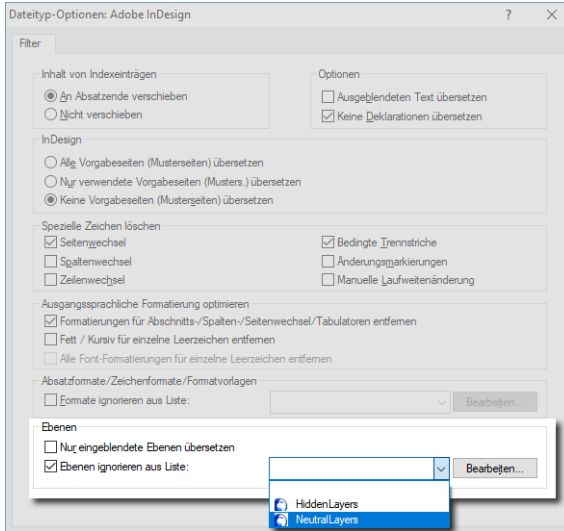 Dateityp-Optionen: Adobe InDesign ? ×
Filter
Inhalt von Indexeinträgen
An Absatzende verschieben
Nicht verschieben
Optionen
Ausgeblendeten Text übersetzen
Keine Deklarationen übersetzen
InDesign
Alle Vorgabeseiten (Musterseiten) übersetzen
Nur verwendete Vorgabeseiten (Musters.) übersetzen
Keine Vorgabeseiten (Musterseiten) übersetzen
Spezielle Zeichen löschen
Seitenwechsel
Spaltenwechsel
Zeilenwechsel
Bedingte Trennstriche
Änderungsmarkierungen
Manuelle Laufweitenänderung
Ausgangssprachliche Formatierung optimieren
Formatierungen für Abschnitts-/Spalten-/Seitenwechsel/Tabulatoren entfernen
Fett / Kursiv für einzelne Leerzeichen entfernen
Alle Font-Formatierungen für einzelne Leerzeichen entfernen
Absatzformate/Zeichenformate/Formatvorlagen
Formate ignorieren aus Liste: Bearbeiten...
Ebenen
Nur eingeblendete Ebenen übersetzen
Ebenen ignorieren aus Liste: Bearbeiten...
HiddenLayers
NeutralLayers